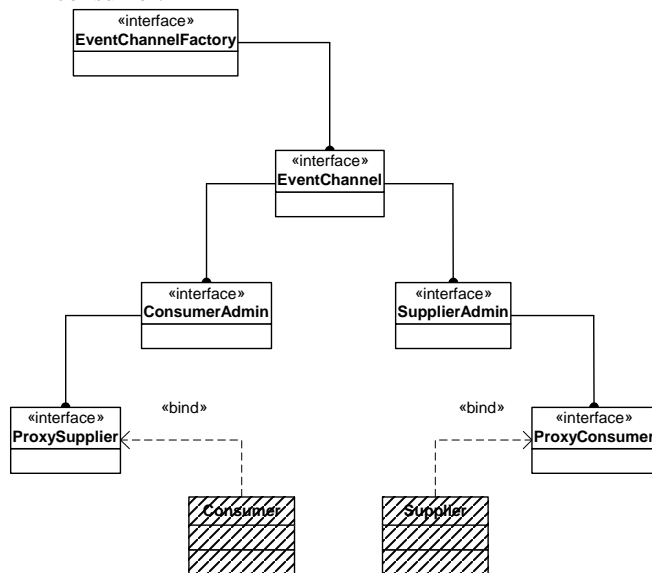 «interface»
EventChannelFactory
«interface»
EventChannel
«interface»
ConsumerAdmin
«interface»
SupplierAdmin
«interface»
ProxySupplier
«bind»
«bind»
«interface»
ProxyConsumer
Consumer
Supplier